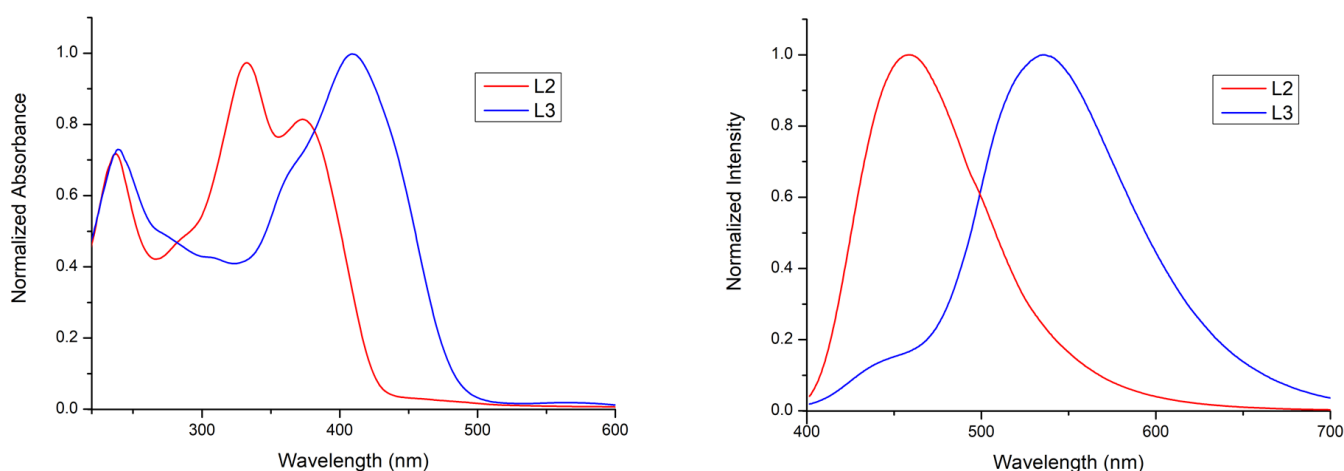 Normalized Absorbance
1.0
0.8
0.6
0.4
0.2
0.0
300
400
500
600
Wavelength (nm)
L2
L3
Normalized Intensity
1.0
0.8
0.6
0.4
0.2
0.0
400
500
600
700
Wavelength (nm)
L2
L3